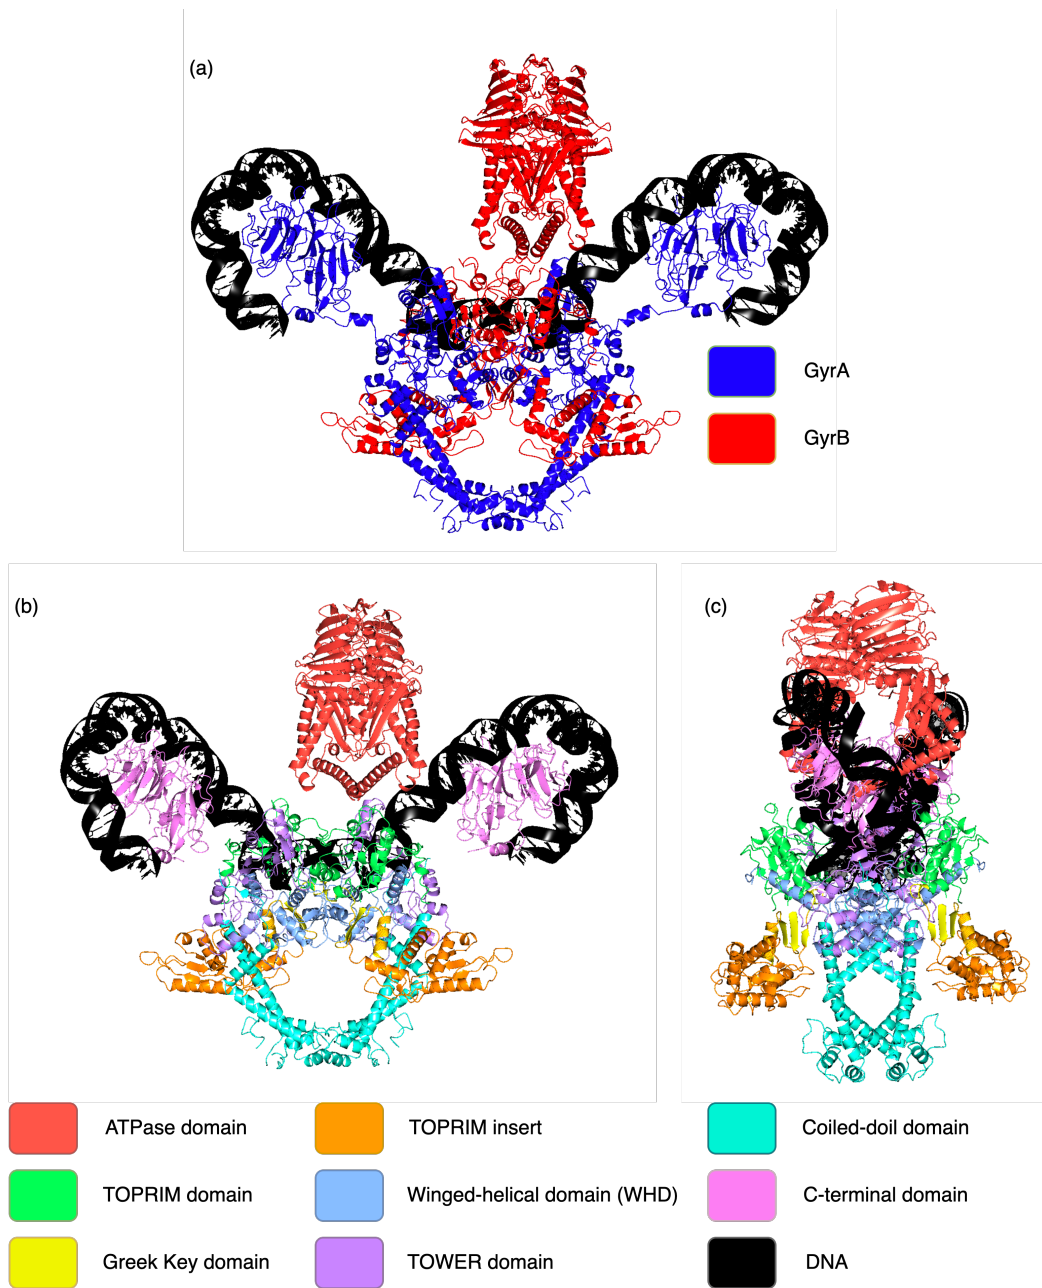 (a)
GyrA
GyrB
(b)
(c)
ATPase domain
TOPRIM insert
Coiled-doil domain
TOPRIM domain
Winged-helical domain (WHD)
C-terminal domain
Greek Key domain
TOWER domain
DNA